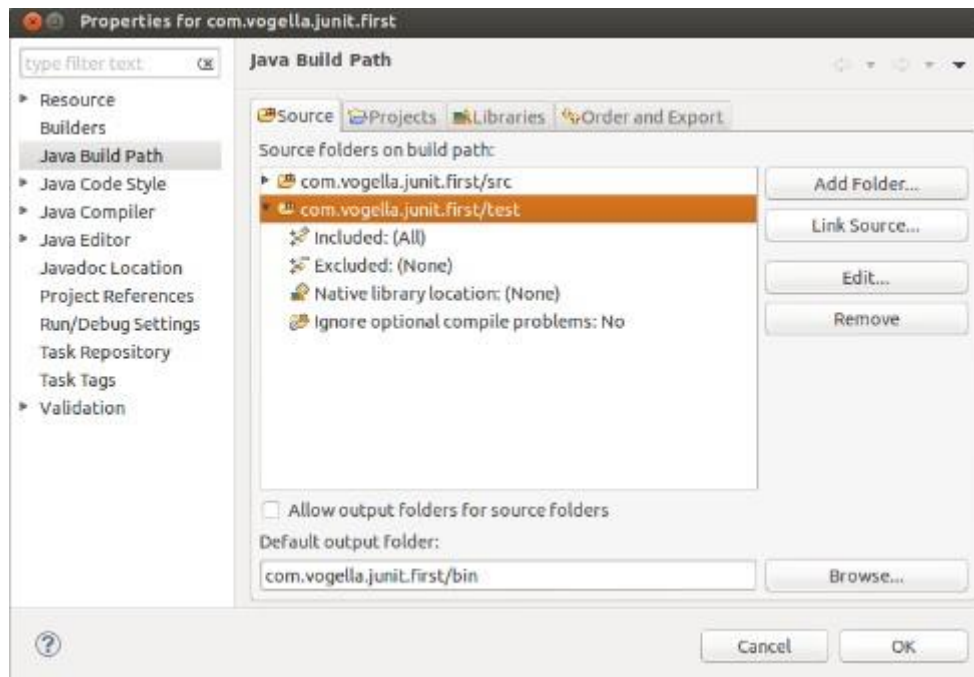 Properties for com.vogella.junit.first
type filter text
Resource
Builders
Java Build Path
Java Code Style
Java Compiler
Java Editor
Javadoc Location
Project References
Run/Debug Settings
Task Repository
Task Tags
Validation
Java Build Path
Source Projects Libraries Order and Export
Source folders on build path:
com.vogella.junit.first/src
com.vogella.junit.first/test
Included: (All)
Excluded: (None)
Native library location: (None)
Ignore optional compile problems: No
Add Folder...
Link Source...
Edit...
Remove
Allow output folders for source folders
Default output folder:
com.vogella.junit.first/bin
Browse...
Cancel
OK